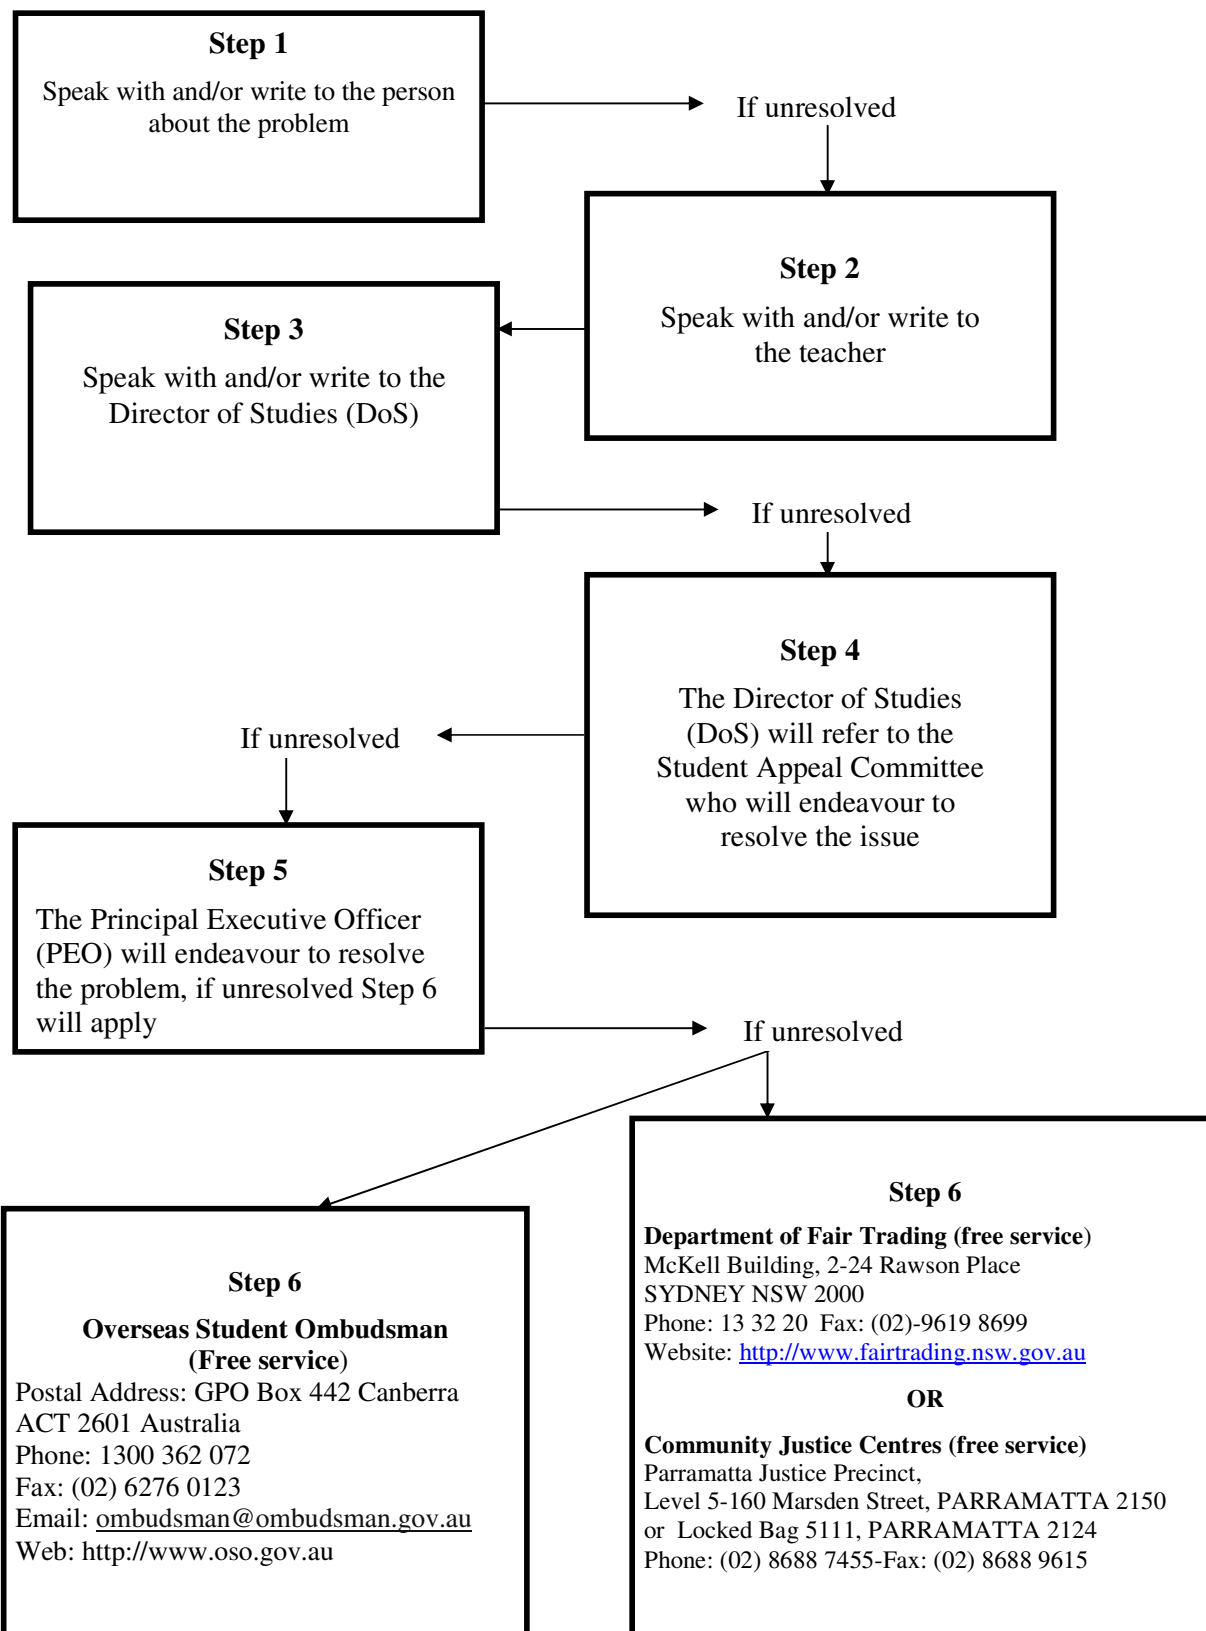 Step 1
Speak with and/or write to the person
about the problem
If unresolved
Step 2
Speak with and/or write to
the teacher
Step 3
Speak with and/or write to the
Director of Studies (DoS)
If unresolved
Step 4
The Director of Studies
(DoS) will refer to the
Student Appeal Committee
who will endeavour to
resolve the issue
If unresolved
Step 5
The Principal Executive Officer
(PEO) will endeavour to resolve
the problem, if unresolved Step 6
will apply
If unresolved
Step 6
Overseas Student Ombudsman
(Free service)
Postal Address: GPO Box 442 Canberra
ACT 2601 Australia
Phone: 1300 362 072
Fax: (02) 6276 0123
Email: ombudsman@ombudsman.gov.au
Web: http://www.oso.gov.au
Step 6
Department of Fair Trading (free service)
McKell Building, 2-24 Rawson Place
SYDNEY NSW 2000
Phone: 13 32 20  Fax: (02)-9619 8699
Website: http://www.fairtrading.nsw.gov.au
OR
Community Justice Centres (free service)
Parramatta Justice Precinct,
Level 5-160 Marsden Street, PARRAMATTA 2150
or  Locked Bag 5111, PARRAMATTA 2124
Phone: (02) 8688 7455-Fax: (02) 8688 9615